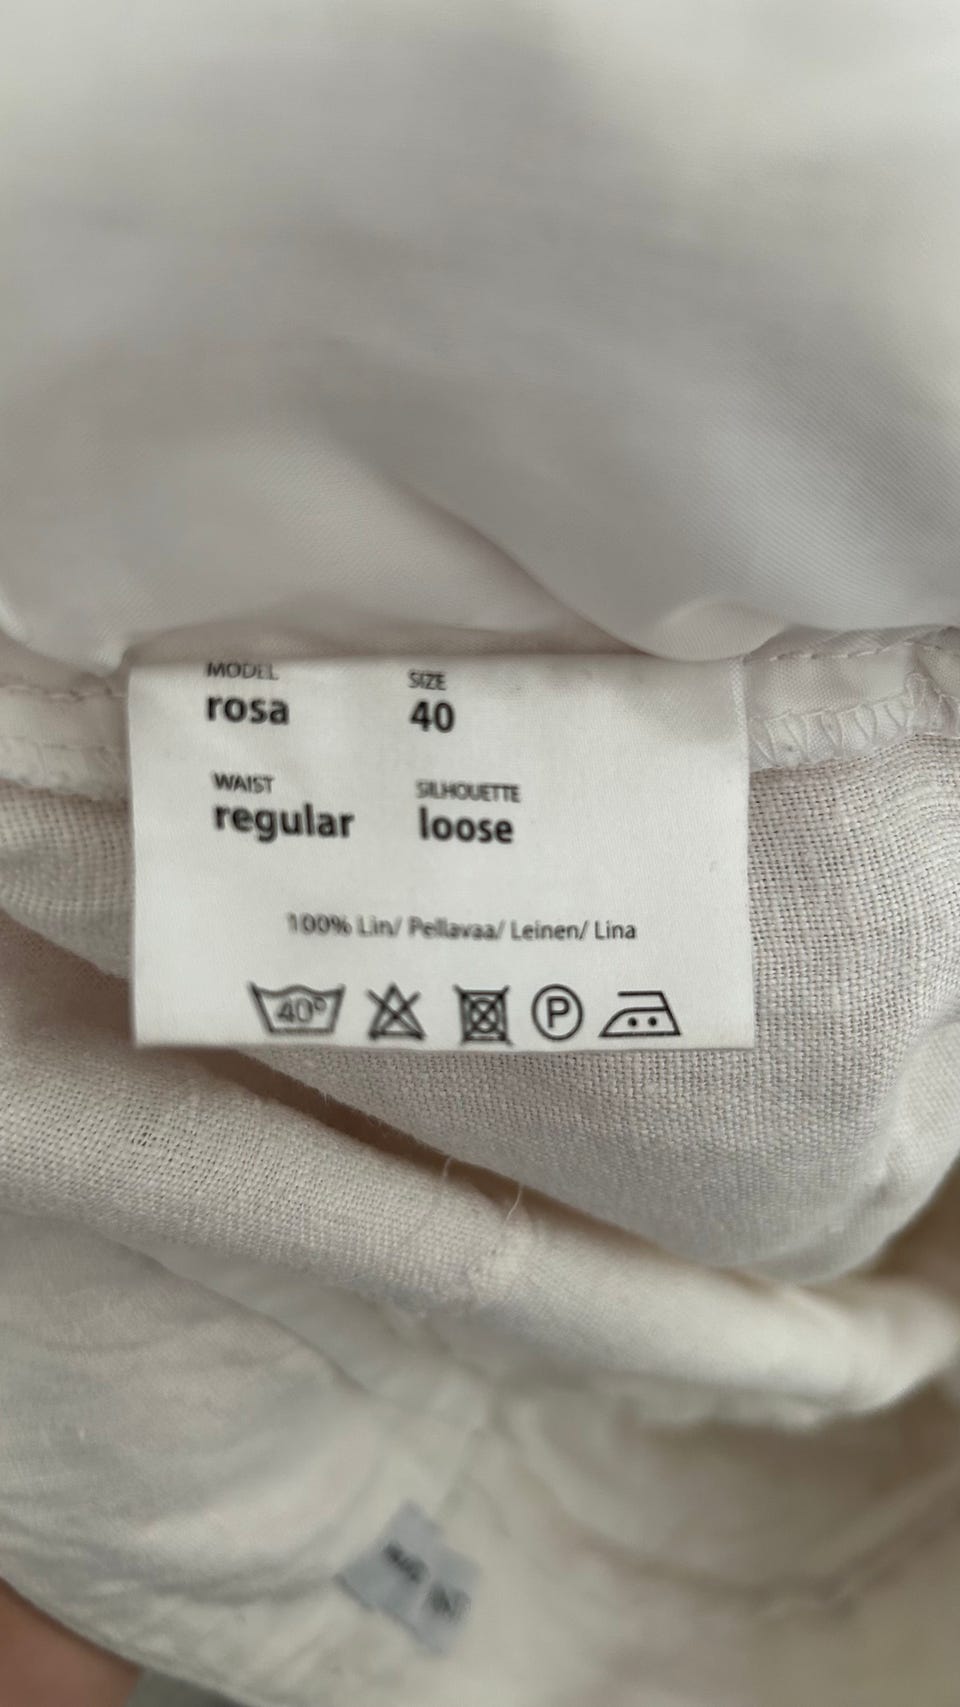 MODEL SIZE
rosa 40
WAIST SILHOUETTE
regular loose
100% Lin/ Pellavaa/ Leinen/ Lina
40° P